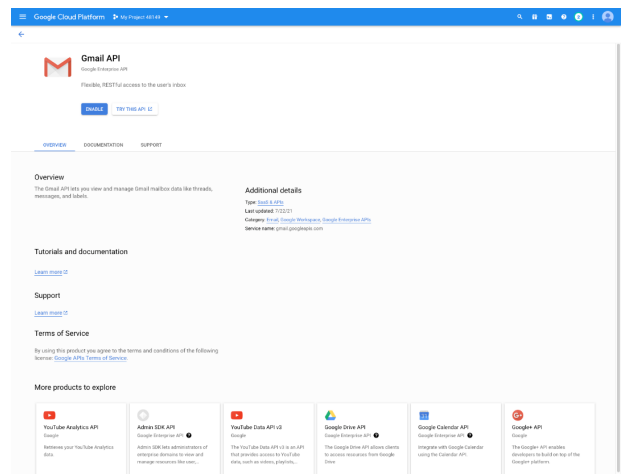 Google Cloud Platform
My Project 48148
Gmail API
Google Enterprise API
Flexible, RESTful access to the user's inbox
ENABLE
TRY THIS API
OVERVIEW
DOCUMENTATION
SUPPORT
Overview
The Gmail API lets you view and manage Gmail mailbox data like threads,
messages, and labels.
Additional details
Type: SaaS & APIs
Last updated: 7/22/21
Category: Email, Google Workspace, Google Enterprise APIs
Service name: gmail.googleapis.com
Tutorials and documentation
Learn more
Support
Learn more
Terms of Service
By using this product you agree to the terms and conditions of the following
license: Google APIs Terms of Service.
More products to explore
YouTube Analytics API
Google
Retrieves your YouTube Analytics
data.
Admin SDK API
Google Enterprise API
Admin SDK lets administrators of
enterprise domains to view and
manage resources like user,...
YouTube Data API v3
Google
The YouTube Data API v3 is an API
that provides access to YouTube
data, such as videos, playlists,...
Google Drive API
Google Enterprise API
The Google Drive API allows clients
to access resources from Google
Drive
Google Calendar API
Google Enterprise API
Integrate with Google Calendar
using the Calendar API.
Google+ API
Google
The Google+ API enables
developers to build on top of the
Google+ platform